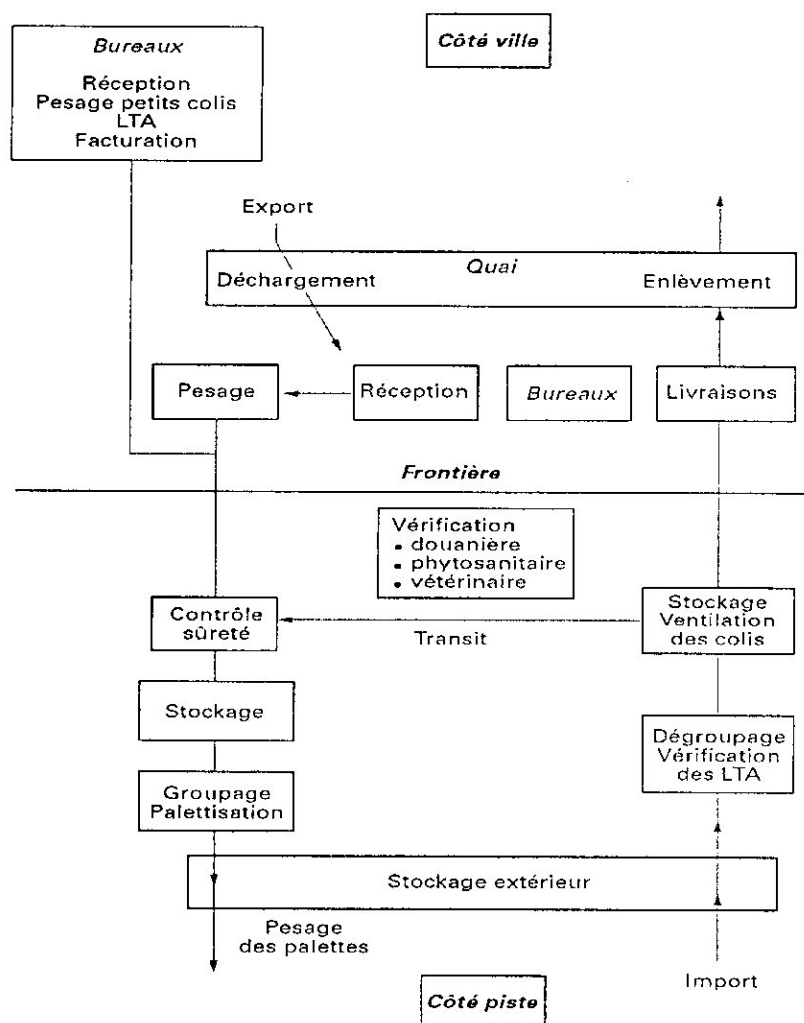 Bureaux
Réception
Pesage petits colis
LTA
Facturation
Côté ville
Export
Quai
Déchargement
Enlèvement
Pesage
Réception
Bureaux
Livraisons
Frontière
Vérification
• douanière
• phytosanitaire
• vétérinaire
Contrôle
sûreté
Transit
Stockage
Ventilation
des colis
Stockage
Dégroupage
Vérification
des LTA
Groupage
Palettisation
Stockage extérieur
Pesage
des palettes
Import
Côté piste